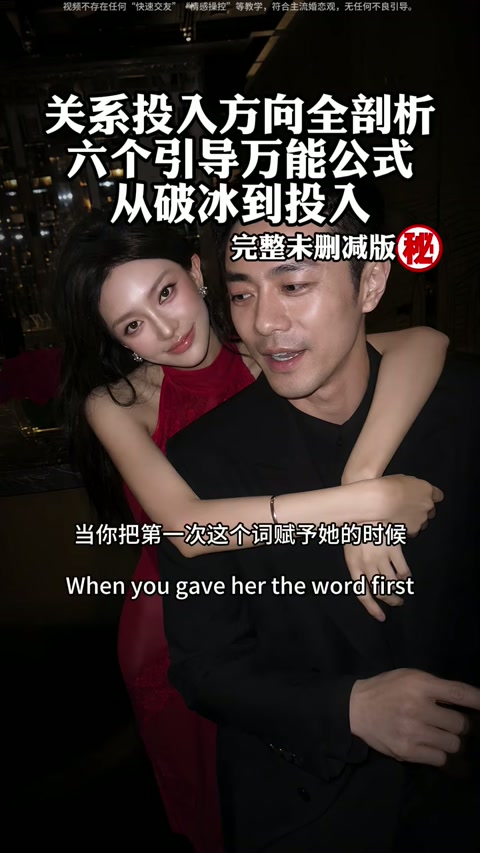 视频不存在任何“快速交友” “情感操控”等教学，符合主流婚恋观，无任何不良引导。
关系投入方向全剖析
六个引导万能公式
从破冰到投入
完整未删减版 秘
当你把第一次这个词赋予她的时候
When you gave her the word first